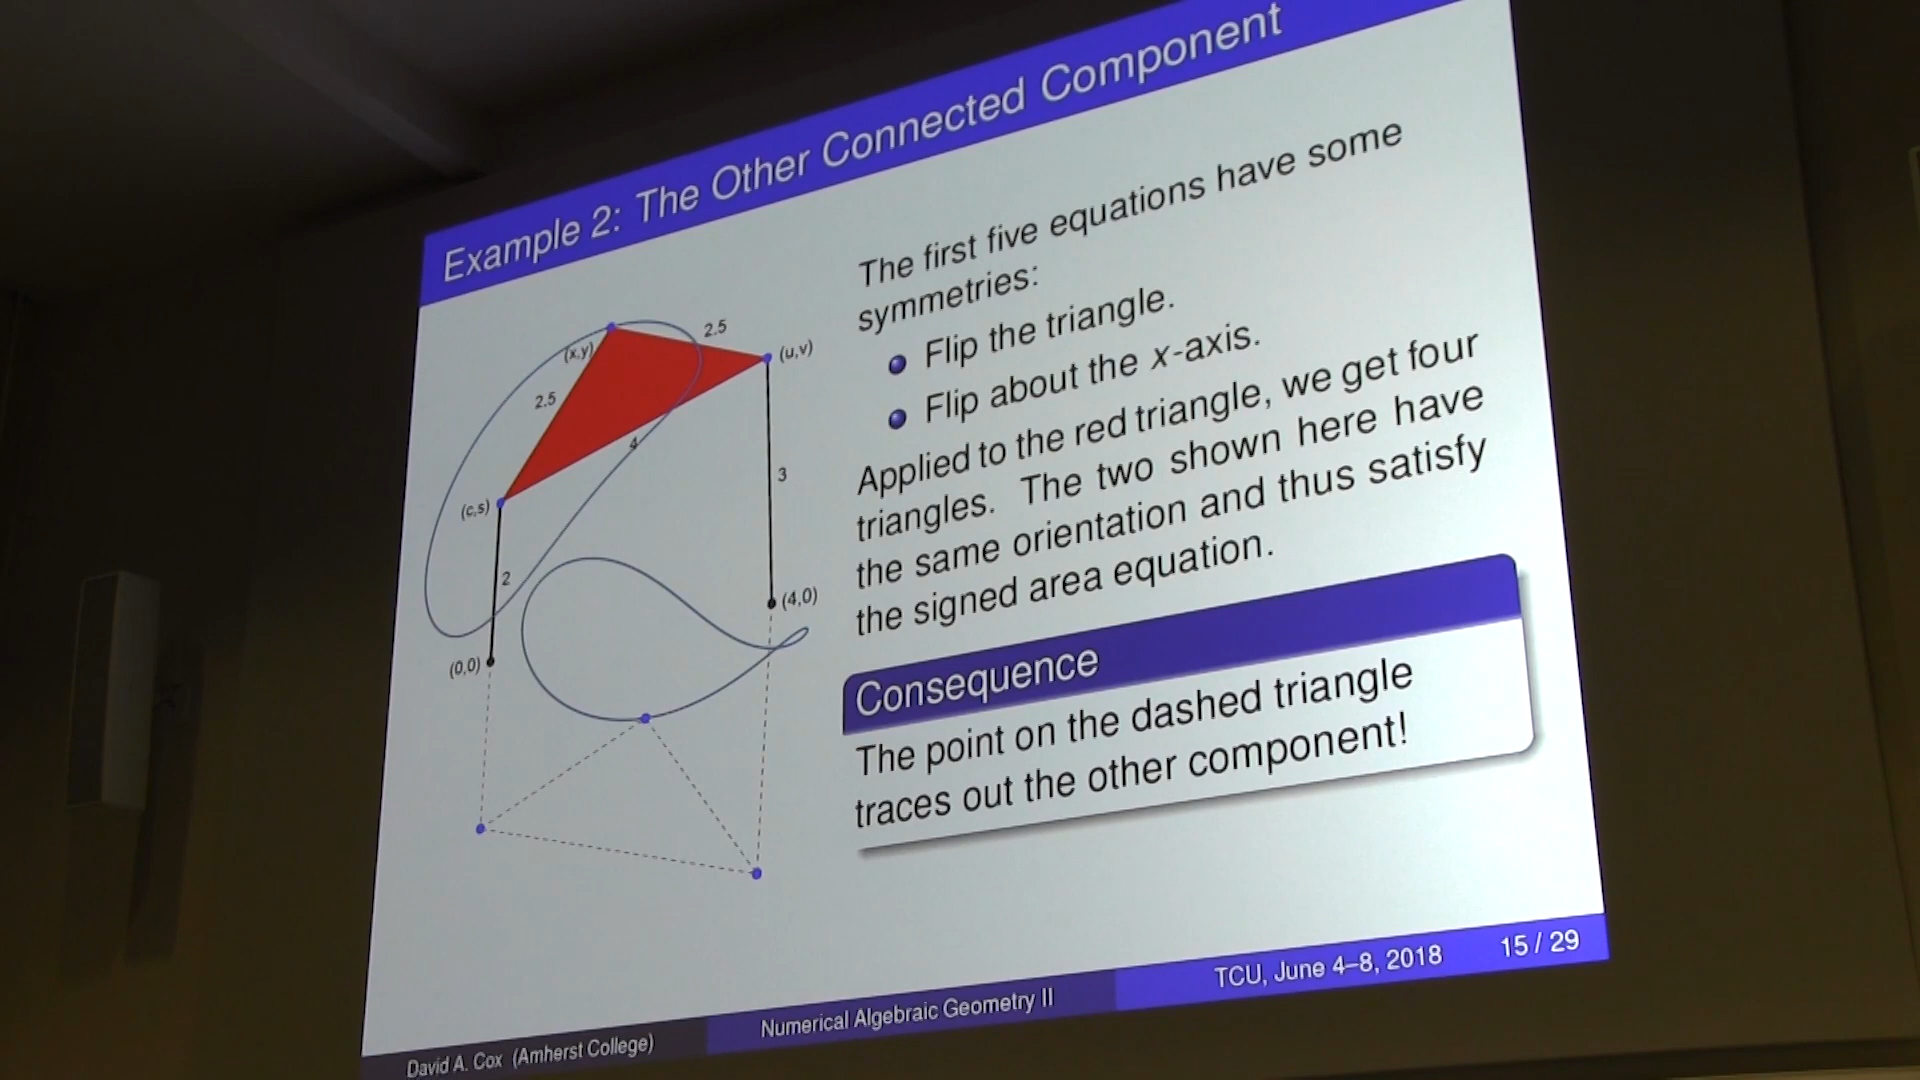 Example 2: The Other Connected Component
The first five equations have some
symmetries:
Flip the triangle.
Flip about the x-axis.
Applied to the red triangle, we get four
triangles. The two shown here have
the same orientation and thus satisfy
the signed area equation.
Consequence
The point on the dashed triangle
traces out the other component!
(x,y)
2.5
(u,v)
2.5
4
3
(c,s)
2
(4,0)
(0,0)
David A. Cox (Amherst College)
Numerical Algebraic Geometry II
TCU, June 4–8, 2018
15 / 29